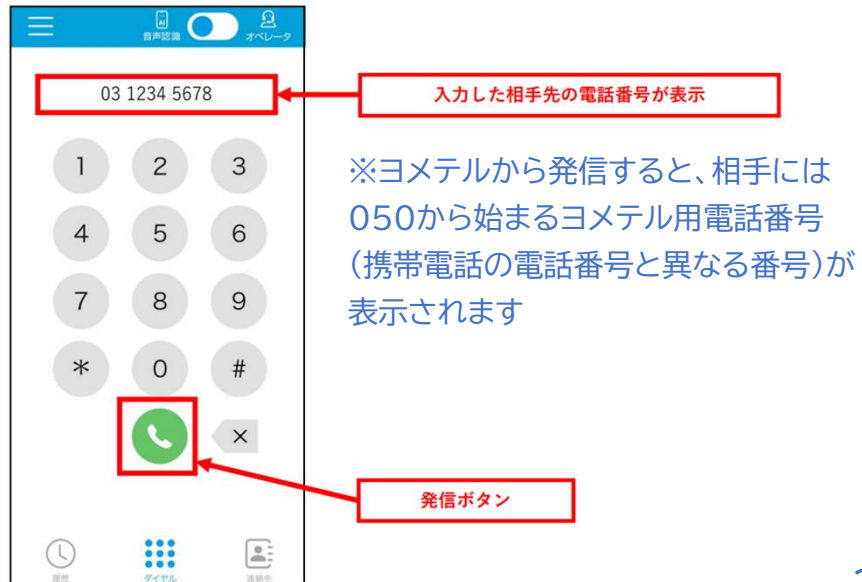 AI
音声認識
オペレータ
03 1234 5678
入力した相手先の電話番号が表示
1 2 3
4 5 6
7 8 9
* 0 #
※ヨメテルから発信すると、相手には
050から始まるヨメテル用電話番号
(携帯電話の電話番号と異なる番号)が
表示されます
×
発信ボタン
履歴 ダイヤル 連絡先